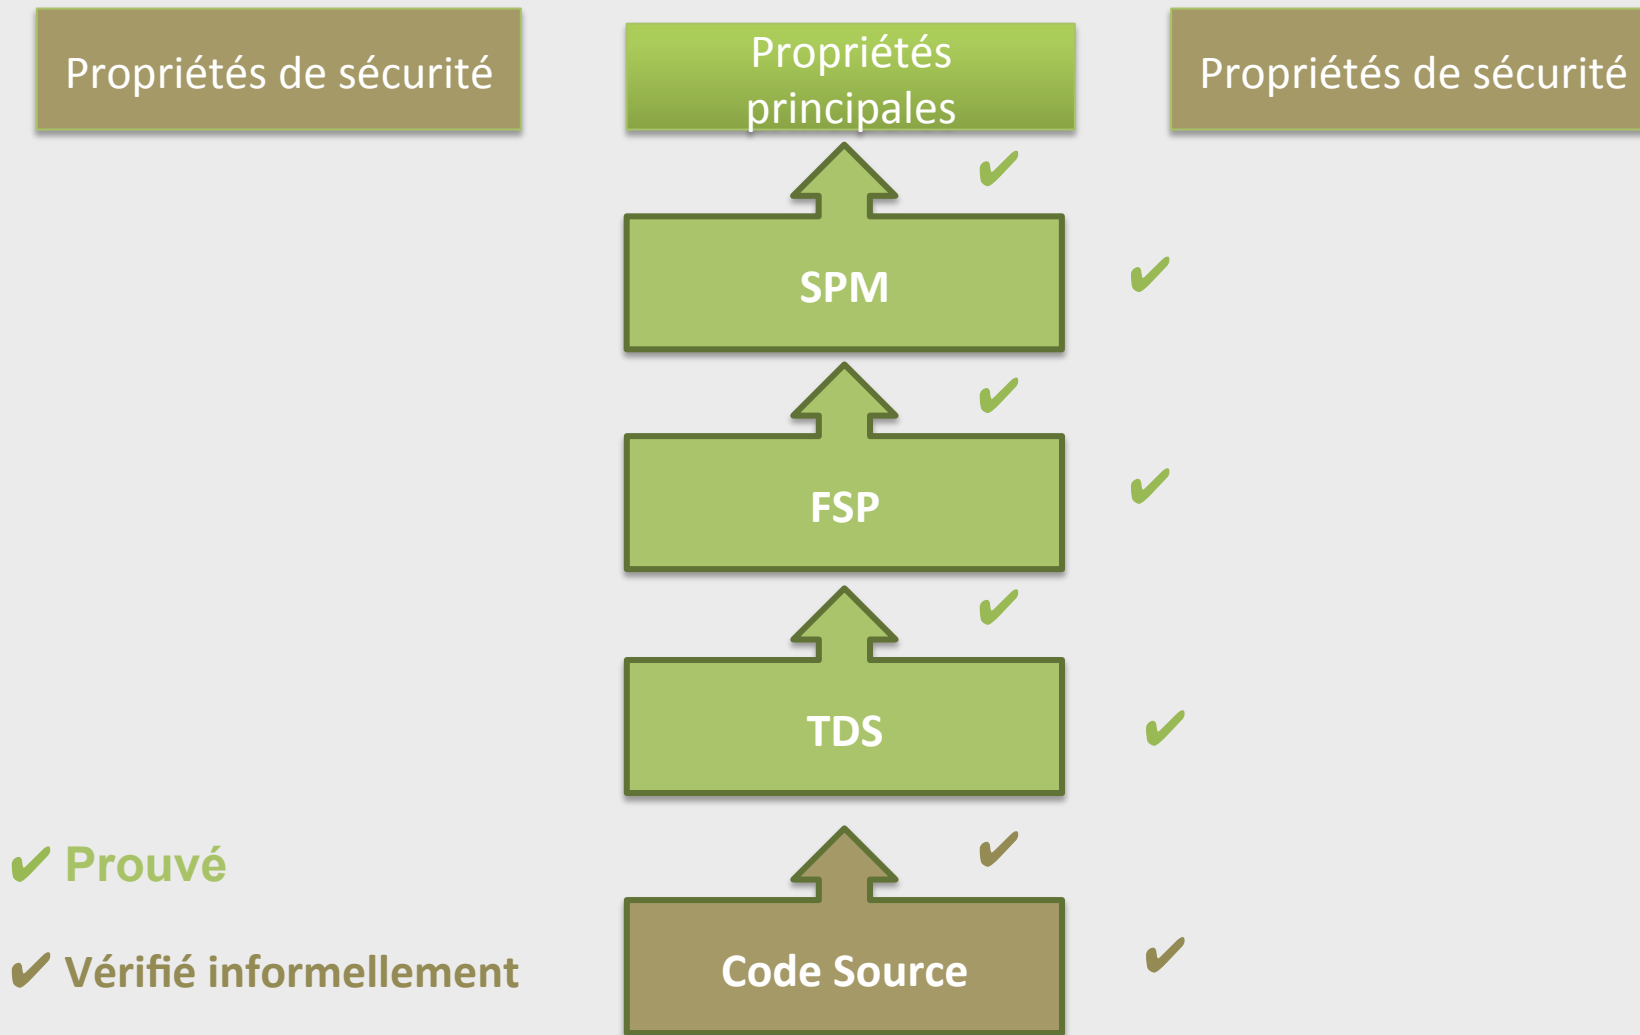 Propriétés de sécurité
Propriétés
principales
Propriétés de sécurité
✔
SPM
✔
✔
FSP
✔
✔
TDS
✔
✔ Prouvé
✔
✔ Vérifié informellement
Code Source
✔